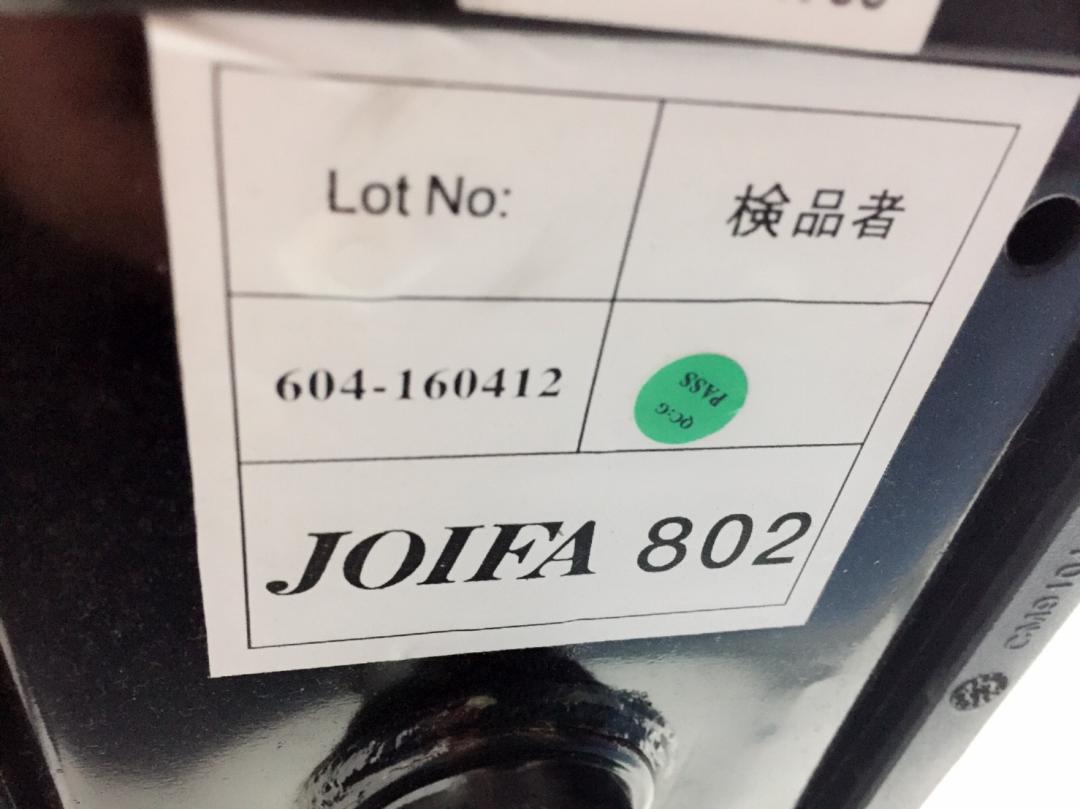 Lot No:
検品者
604-160412
PASS
QC:G
JOIFA 802